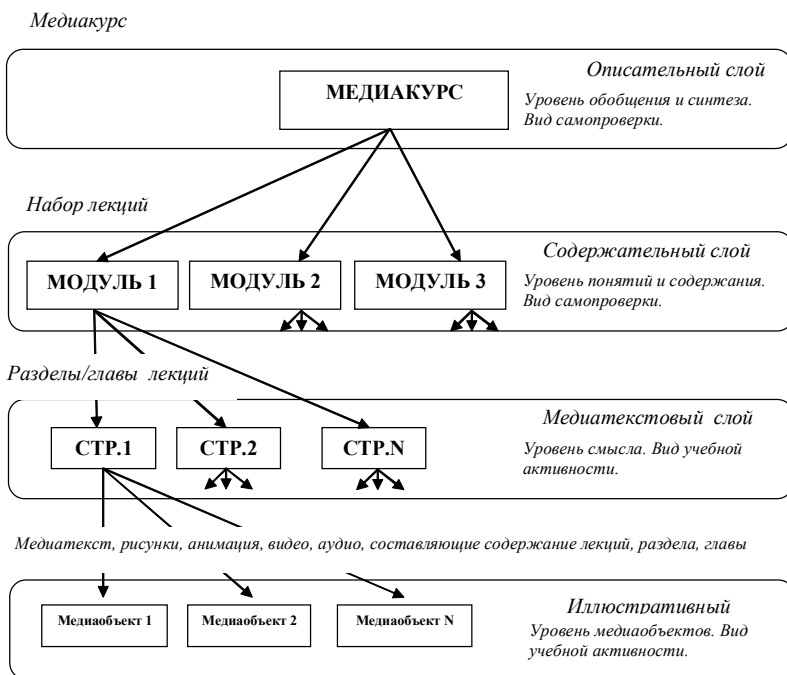 Медиакурс
Описательный слой
МЕДИАКУРС
Уровень обобщения и синтеза.
Вид самопроверки.
Набор лекций
Содержательный слой
МОДУЛЬ 1
МОДУЛЬ 2
МОДУЛЬ 3
Уровень понятий и содержания.
Вид самопроверки.
Разделы/главы лекций
Медиатекстовый слой
СТР.1
СТР.2
СТР.N
Уровень смысла. Вид учебной
активности.
Медиатекст, рисунки, анимация, видео, аудио, составляющие содержание лекций, раздела, главы
Иллюстративный
Медиаобъект 1
Медиаобъект 2
Медиаобъект N
Уровень медиаобъектов. Вид
учебной активности.